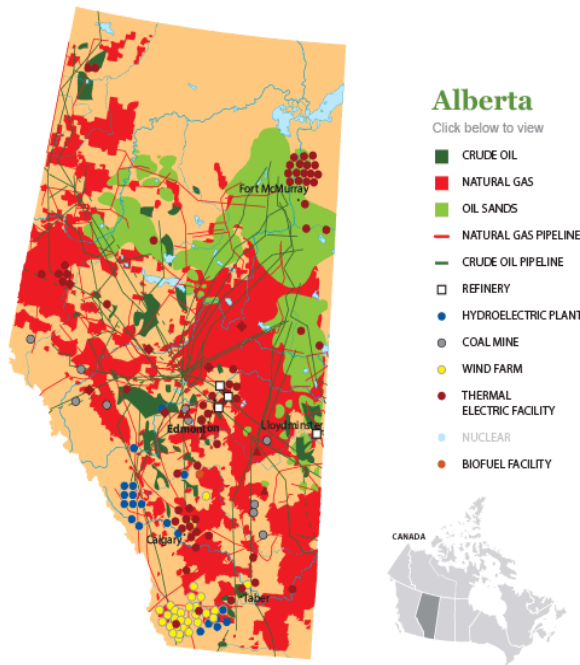 Alberta
Click below to view
CRUDE OIL
NATURAL GAS
OIL SANDS
NATURAL GAS PIPELINE
CRUDE OIL PIPELINE
REFINERY
HYDROELECTRIC PLANT
COAL MINE
WIND FARM
THERMAL
ELECTRIC FACILITY
NUCLEAR
BIOFUEL FACILITY
Fort McMurray
Lloydminster
Edmonton
Calgary
Taber
CANADA